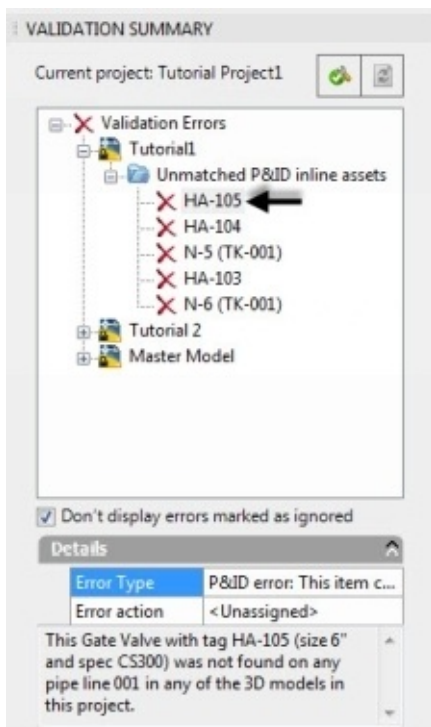 VALIDATION SUMMARY
Current project: Tutorial Project1
Validation Errors
Tutorial1
Unmatched P&ID inline assets
HA-105
HA-104
N-5 (TK-001)
HA-103
N-6 (TK-001)
Tutorial 2
Master Model
Don't display errors marked as ignored
Details
Error Type P&ID error: This item c...
Error action <Unassigned>
This Gate Valve with tag HA-105 (size 6"
and spec CS300) was not found on any
pipe line 001 in any of the 3D models in
this project.